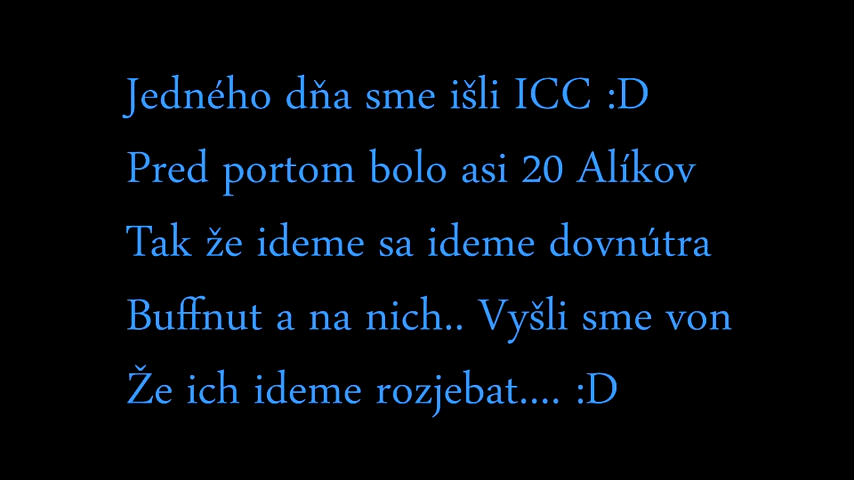 Jedného dňa sme išli ICC :D
Pred portom bolo asi 20 Alíkov
Tak že ideme sa ideme dovnútra
Buffnut a na nich.. Vyšli sme von
Že ich ideme rozjebat.... :D